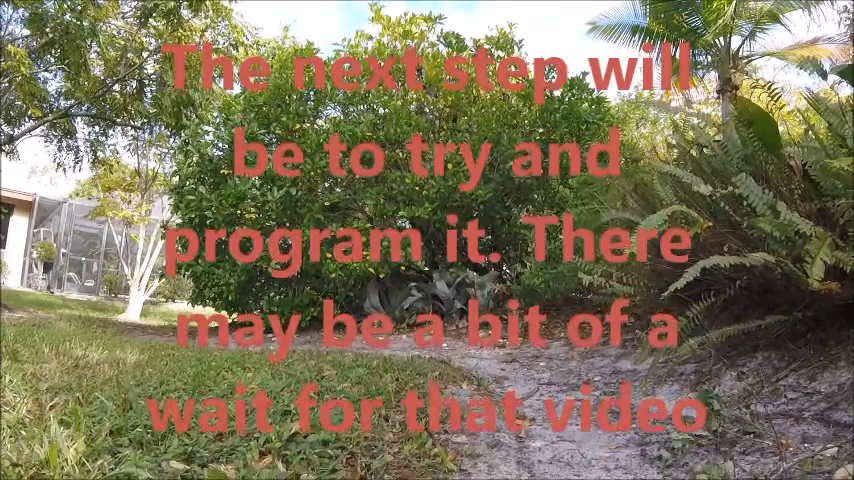 The next step will
be to try and
program it. There
may be a bit of a
wait for that video